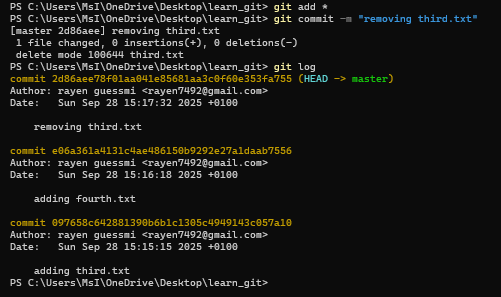 PS C:\Users\MsI\OneDrive\Desktop\learn_git> git add *
PS C:\Users\MsI\OneDrive\Desktop\learn_git> git commit -m "removing third.txt"
[master 2d86aee] removing third.txt
 1 file changed, 0 insertions(+), 0 deletions(-)
 delete mode 100644 third.txt
PS C:\Users\MsI\OneDrive\Desktop\learn_git> git log
commit 2d86aee78f01aa041e85681aa3c0f60e353fa755 (HEAD -> master)
Author: rayen guessmi <rayen7492@gmail.com>
Date:   Sun Sep 28 15:17:32 2025 +0100

    removing third.txt

commit e06a361a4131c4ae486150b9292e27a1daab7556
Author: rayen guessmi <rayen7492@gmail.com>
Date:   Sun Sep 28 15:16:18 2025 +0100

    adding fourth.txt

commit 097658c642881390b6b1c1305c4949143c057a10
Author: rayen guessmi <rayen7492@gmail.com>
Date:   Sun Sep 28 15:15:15 2025 +0100

    adding third.txt
PS C:\Users\MsI\OneDrive\Desktop\learn_git>